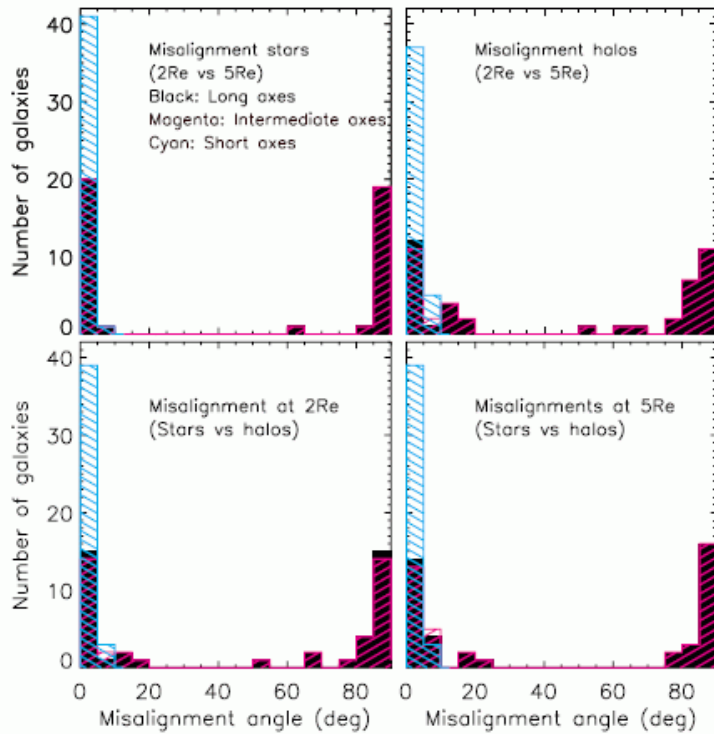 40
30
20
10
0
Number of galaxies
Misalignment stars
(2Re vs 5Re)
Black: Long axes
Magenta: Intermediate axes
Cyan: Short axes
Misalignment halos
(2Re vs 5Re)
40
30
20
10
0
Number of galaxies
Misalignment at 2Re
(Stars vs halos)
Misalignments at 5Re
(Stars vs halos)
0 20 40 60 80
Misalignment angle (deg)
0 20 40 60 80
Misalignment angle (deg)